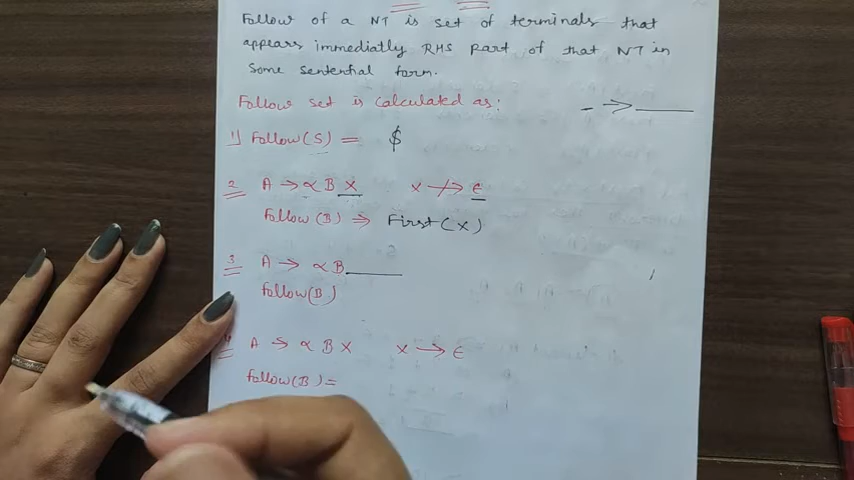 Follow of a NT is set of terminals that
appears immediatly RHS part of that NT in
some sentential form.
Follow set is calculated as: _ → ____
1) Follow(S) = $
2 A → αBX X ↛ ϵ
Follow(B) ⇒ First(X)
3 A → αB____
Follow(B)
4 A → αBX X → ϵ
Follow(B) =